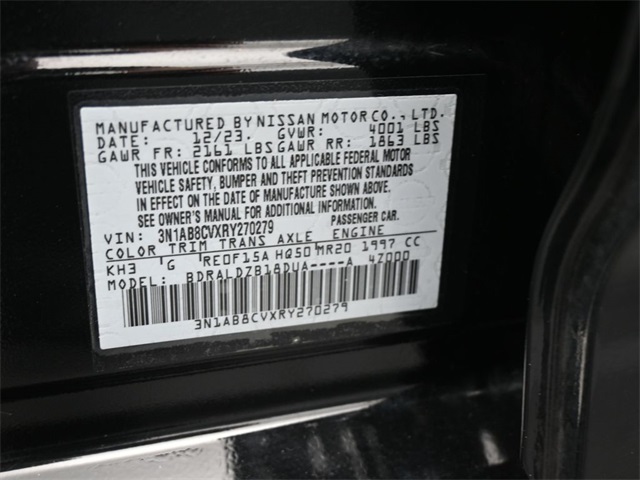 MANUFACTURED BY NISSAN MOTOR CO., LTD.
DATE: 12/23. GVWR: 4001 LBS
GAWR FR: 2161 LBS GAWR RR: 1863 LBS
THIS VEHICLE CONFORMS TO ALL APPLICABLE FEDERAL MOTOR
VEHICLE SAFETY, BUMPER AND THEFT PREVENTION STANDARDS
IN EFFECT ON THE DATE OF MANUFACTURE SHOWN ABOVE.
SEE OWNER'S MANUAL FOR ADDITIONAL INFORMATION.
VIN: 3N1AB8CVXRY270279 PASSENGER CAR.
COLOR TRIM TRANS AXLE ENGINE
KH3 G RE0F15A HQ50 MR20 1997 CC
MODEL: BDRALDZB18DUA----A 4Z000
3N1AB8CVXRY270279